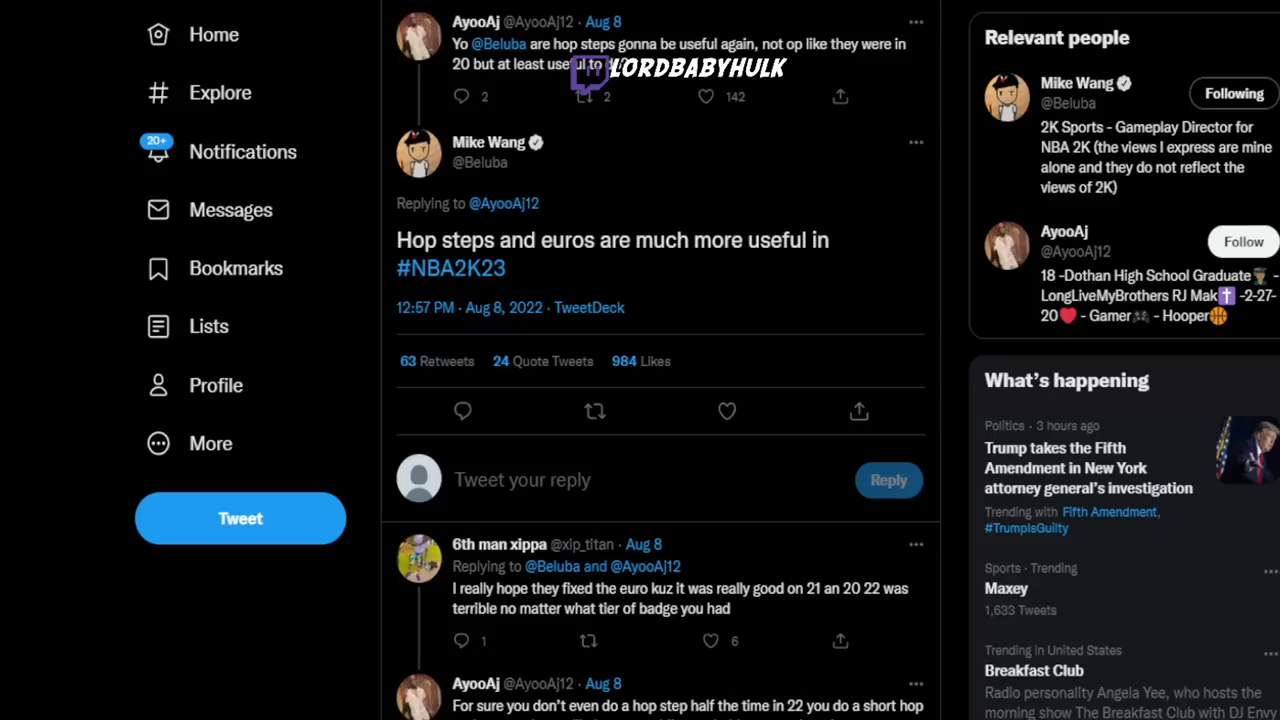 Home
Explore
20+
Notifications
Messages
Bookmarks
Lists
Profile
More
Tweet
AyooAj @AyooAj12 · Aug 8
Yo @Beluba are hop steps gonna be useful again, not op like they were in
20 but at least useful to
LORDBABYHULK
2
2
142
Mike Wang
@Beluba
Replying to @AyooAj12
Hop steps and euros are much more useful in
#NBA2K23
12:57 PM · Aug 8, 2022 · TweetDeck
63 Retweets 24 Quote Tweets 984 Likes
Tweet your reply
Reply
6th man xippa @xip_titan · Aug 8
Replying to @Beluba and @AyooAj12
I really hope they fixed the euro kuz it was really good on 21 an 20 22 was
terrible no matter what tier of badge you had
1
6
AyooAj @AyooAj12 · Aug 8
For sure you don't even do a hop step half the time in 22 you do a short hop
Relevant people
Mike Wang
@Beluba
Following
2K Sports - Gameplay Director for
NBA 2K (the views I express are mine
alone and they do not reflect the
views of 2K)
AyooAj
@AyooAj12
Follow
18 -Dothan High School Graduate -
LongLiveMyBrothers RJ Mak -2-27-
20 - Gamer - Hooper
What's happening
Politics · 3 hours ago
Trump takes the Fifth
Amendment in New York
attorney general's investigation
Trending with Fifth Amendment,
#TrumpIsGuilty
Sports · Trending
Maxey
1,633 Tweets
Trending in United States
Breakfast Club
Radio personality Angela Yee, who hosts the
morning show The Breakfast Club with DJ Envy